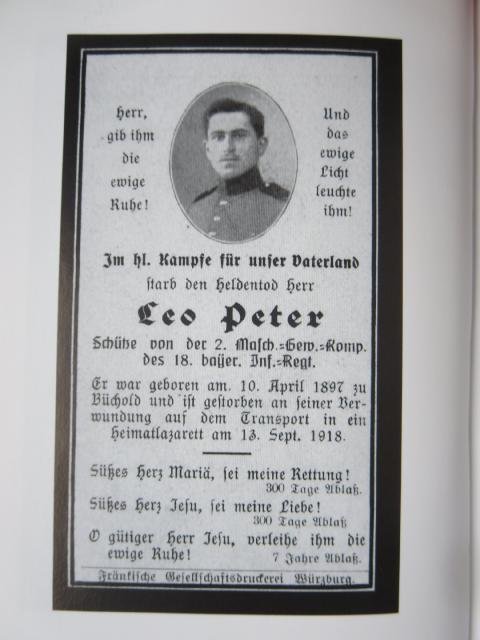 Herr,
gib ihm
die
ewige
Ruhe!
Und
das
ewige
Licht
leuchte
ihm!
Im hl. Kampfe für unser Vaterland
starb den Heldentod Herr
Leo Peter
Schütze von der 2. Masch.=Gew.=Komp.
des 18. bayer. Inf.=Regt.
Er war geboren am 10. April 1897 zu
Büchold und ist gestorben an seiner Ver-
wundung auf dem Transport in ein
Heimatlazarett am 13. Sept. 1918.
Süßes Herz Mariä, sei meine Rettung!
300 Tage Ablaß.
Süßes Herz Jesu, sei meine Liebe!
300 Tage Ablaß
O gütiger Herr Jesu, verleihe ihm die
ewige Ruhe! 7 Jahre Ablaß.
Fränkische Gesellschaftsdruckerei Würzburg.